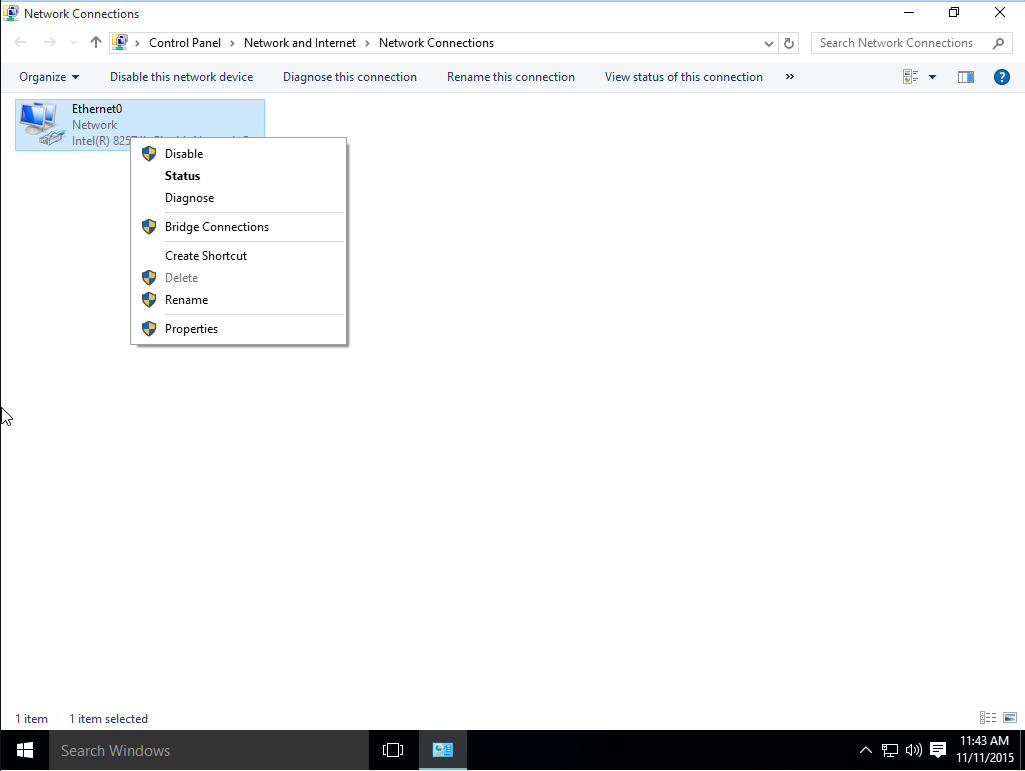 Network Connections
Control Panel > Network and Internet > Network Connections
Search Network Connections
Organize Disable this network device Diagnose this connection Rename this connection View status of this connection »
Ethernet0
Network
Intel(R)
Disable
Status
Diagnose
Bridge Connections
Create Shortcut
Delete
Rename
Properties
1 item 1 item selected
Search Windows
11:43 AM
11/11/2015